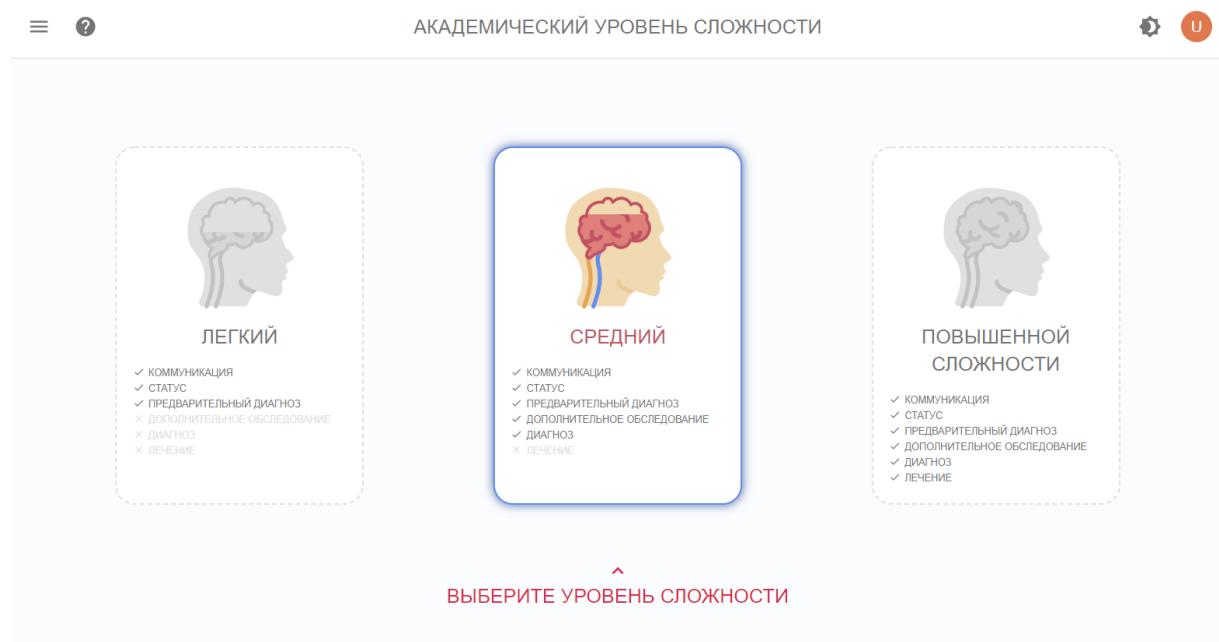 АКАДЕМИЧЕСКИЙ УРОВЕНЬ СЛОЖНОСТИ
U
ЛЕГКИЙ
КОММУНИКАЦИЯ
СТАТУС
ПРЕДВАРИТЕЛЬНЫЙ ДИАГНОЗ
ДОПОЛНИТЕЛЬНОЕ ОБСЛЕДОВАНИЕ
ДИАГНОЗ
ЛЕЧЕНИЕ
СРЕДНИЙ
КОММУНИКАЦИЯ
СТАТУС
ПРЕДВАРИТЕЛЬНЫЙ ДИАГНОЗ
ДОПОЛНИТЕЛЬНОЕ ОБСЛЕДОВАНИЕ
ДИАГНОЗ
ЛЕЧЕНИЕ
ПОВЫШЕННОЙ
СЛОЖНОСТИ
КОММУНИКАЦИЯ
СТАТУС
ПРЕДВАРИТЕЛЬНЫЙ ДИАГНОЗ
ДОПОЛНИТЕЛЬНОЕ ОБСЛЕДОВАНИЕ
ДИАГНОЗ
ЛЕЧЕНИЕ
ВЫБЕРИТЕ УРОВЕНЬ СЛОЖНОСТИ